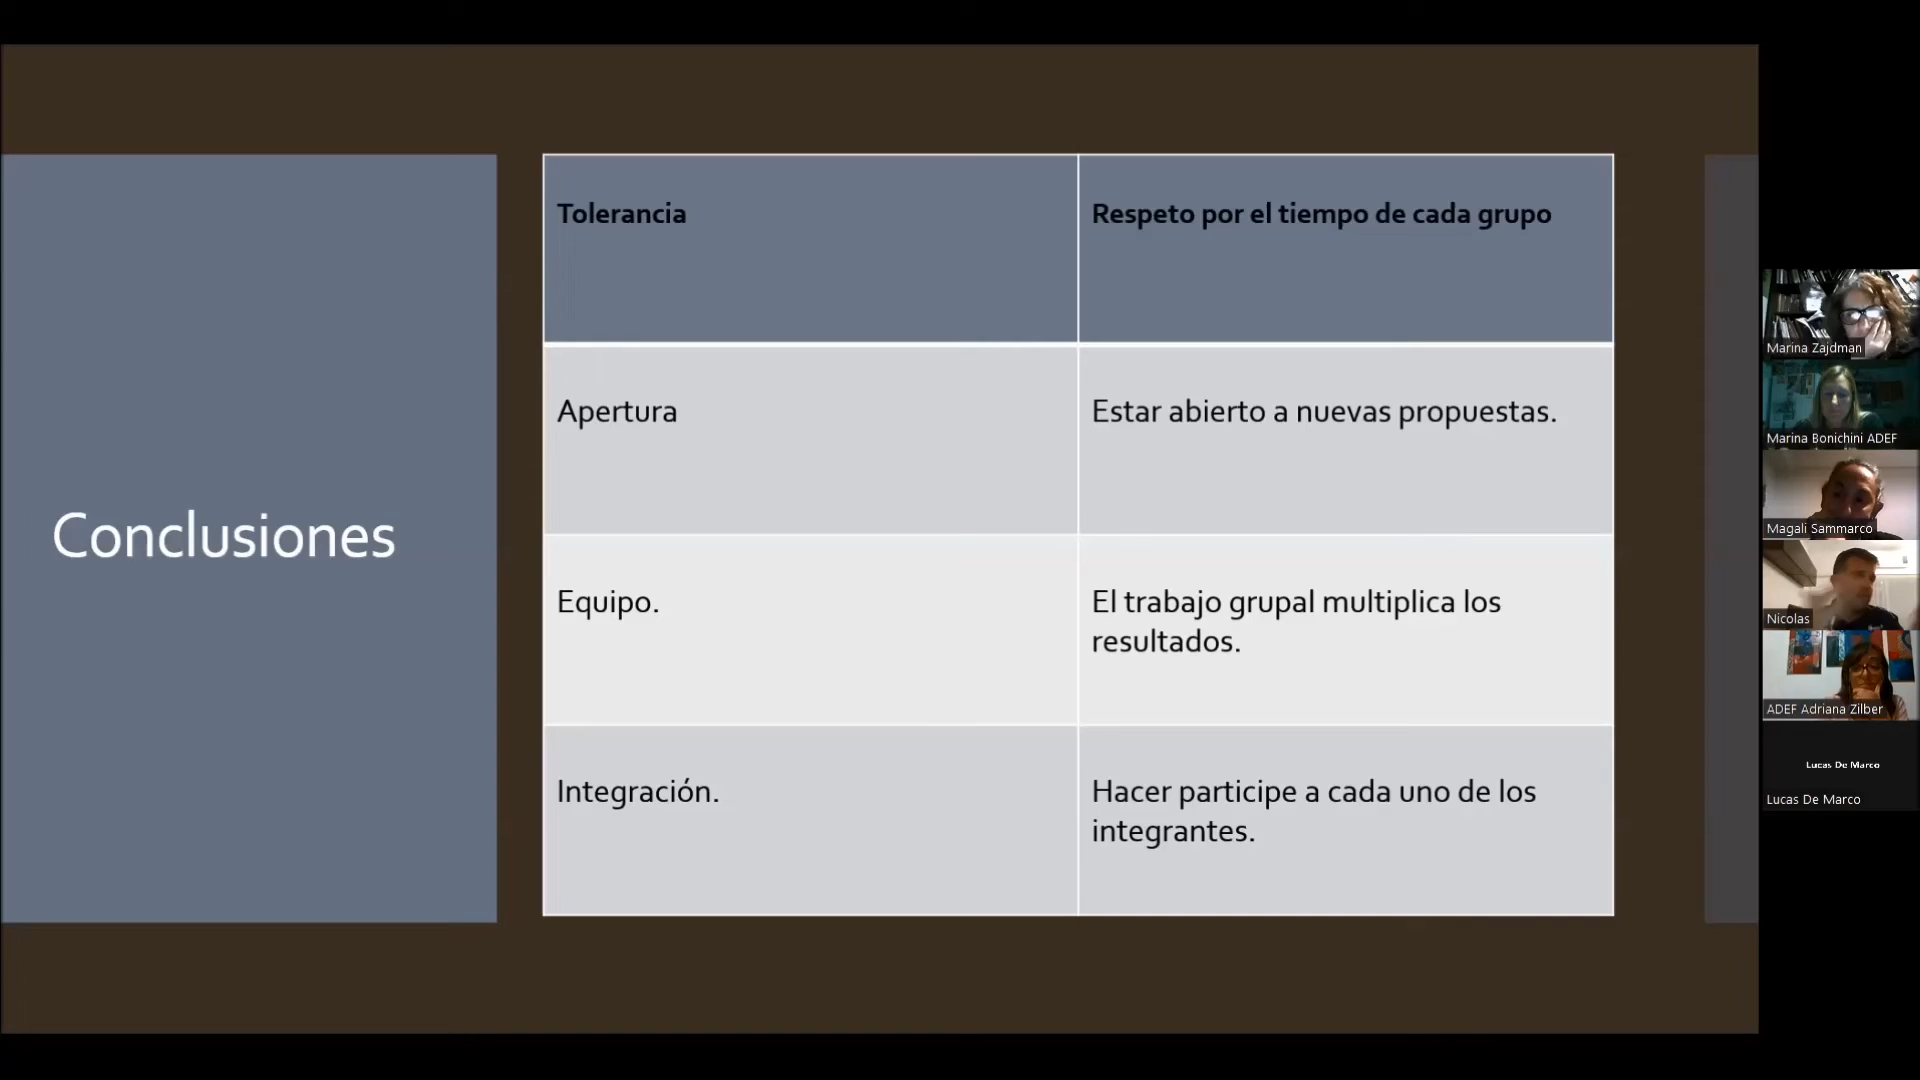 Conclusiones
Tolerancia
Respeto por el tiempo de cada grupo
Apertura
Estar abierto a nuevas propuestas.
Equipo.
El trabajo grupal multiplica los
resultados.
Integración.
Hacer participe a cada uno de los
integrantes.
Marina Zajdman
Marina Bonichini ADEF
Magali Sammarco
Nicolas
ADEF Adriana Zilber
Lucas De Marco
Lucas De Marco